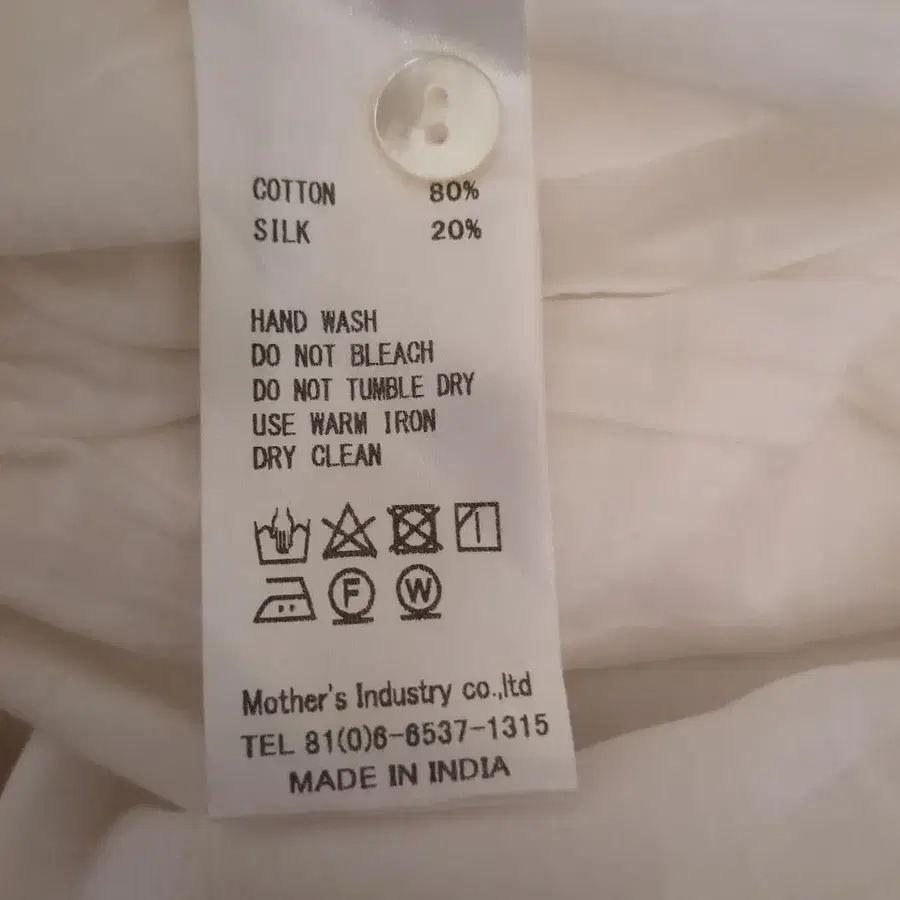 COTTON 80%
SILK 20%
HAND WASH
DO NOT BLEACH
DO NOT TUMBLE DRY
USE WARM IRON
DRY CLEAN
F W
Mother's Industry co.,ltd
TEL 81(0)6-6537-1315
MADE IN INDIA